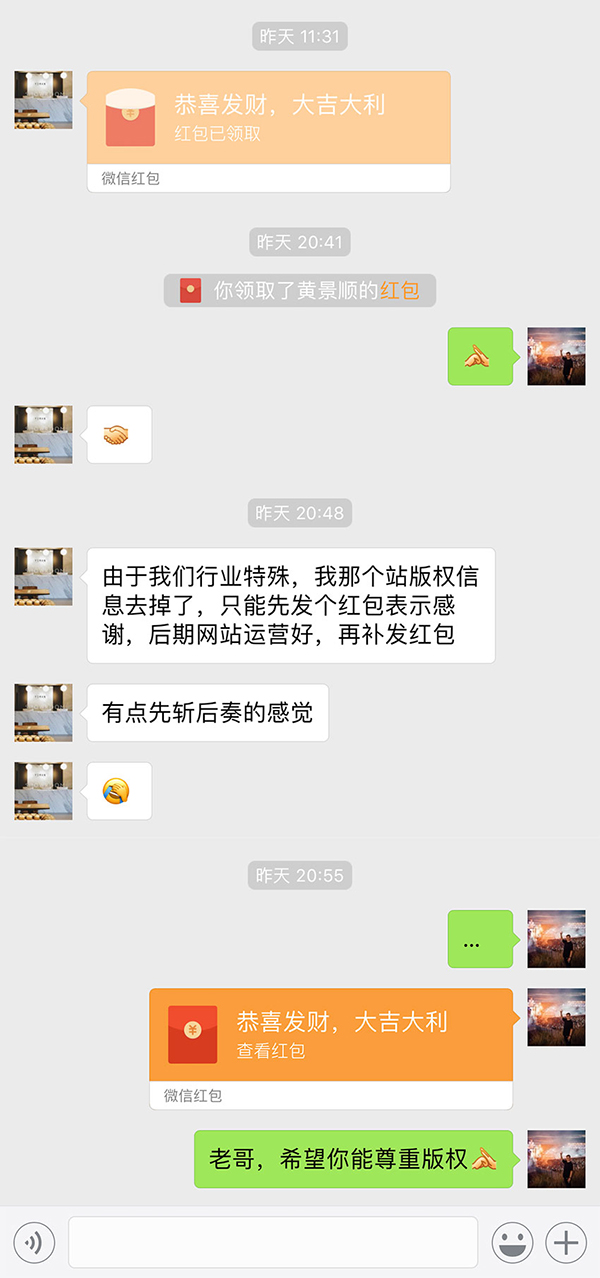 昨天 11:31
恭喜发财，大吉大利
红包已领取
微信红包
昨天 20:41
你领取了黄景顺的红包
昨天 20:48
由于我们行业特殊，我那个站版权信
息去掉了，只能先发个红包表示感
谢，后期网站运营好，再补发红包
有点先斩后奏的感觉
昨天 20:55
...
恭喜发财，大吉大利
查看红包
微信红包
老哥，希望你能尊重版权